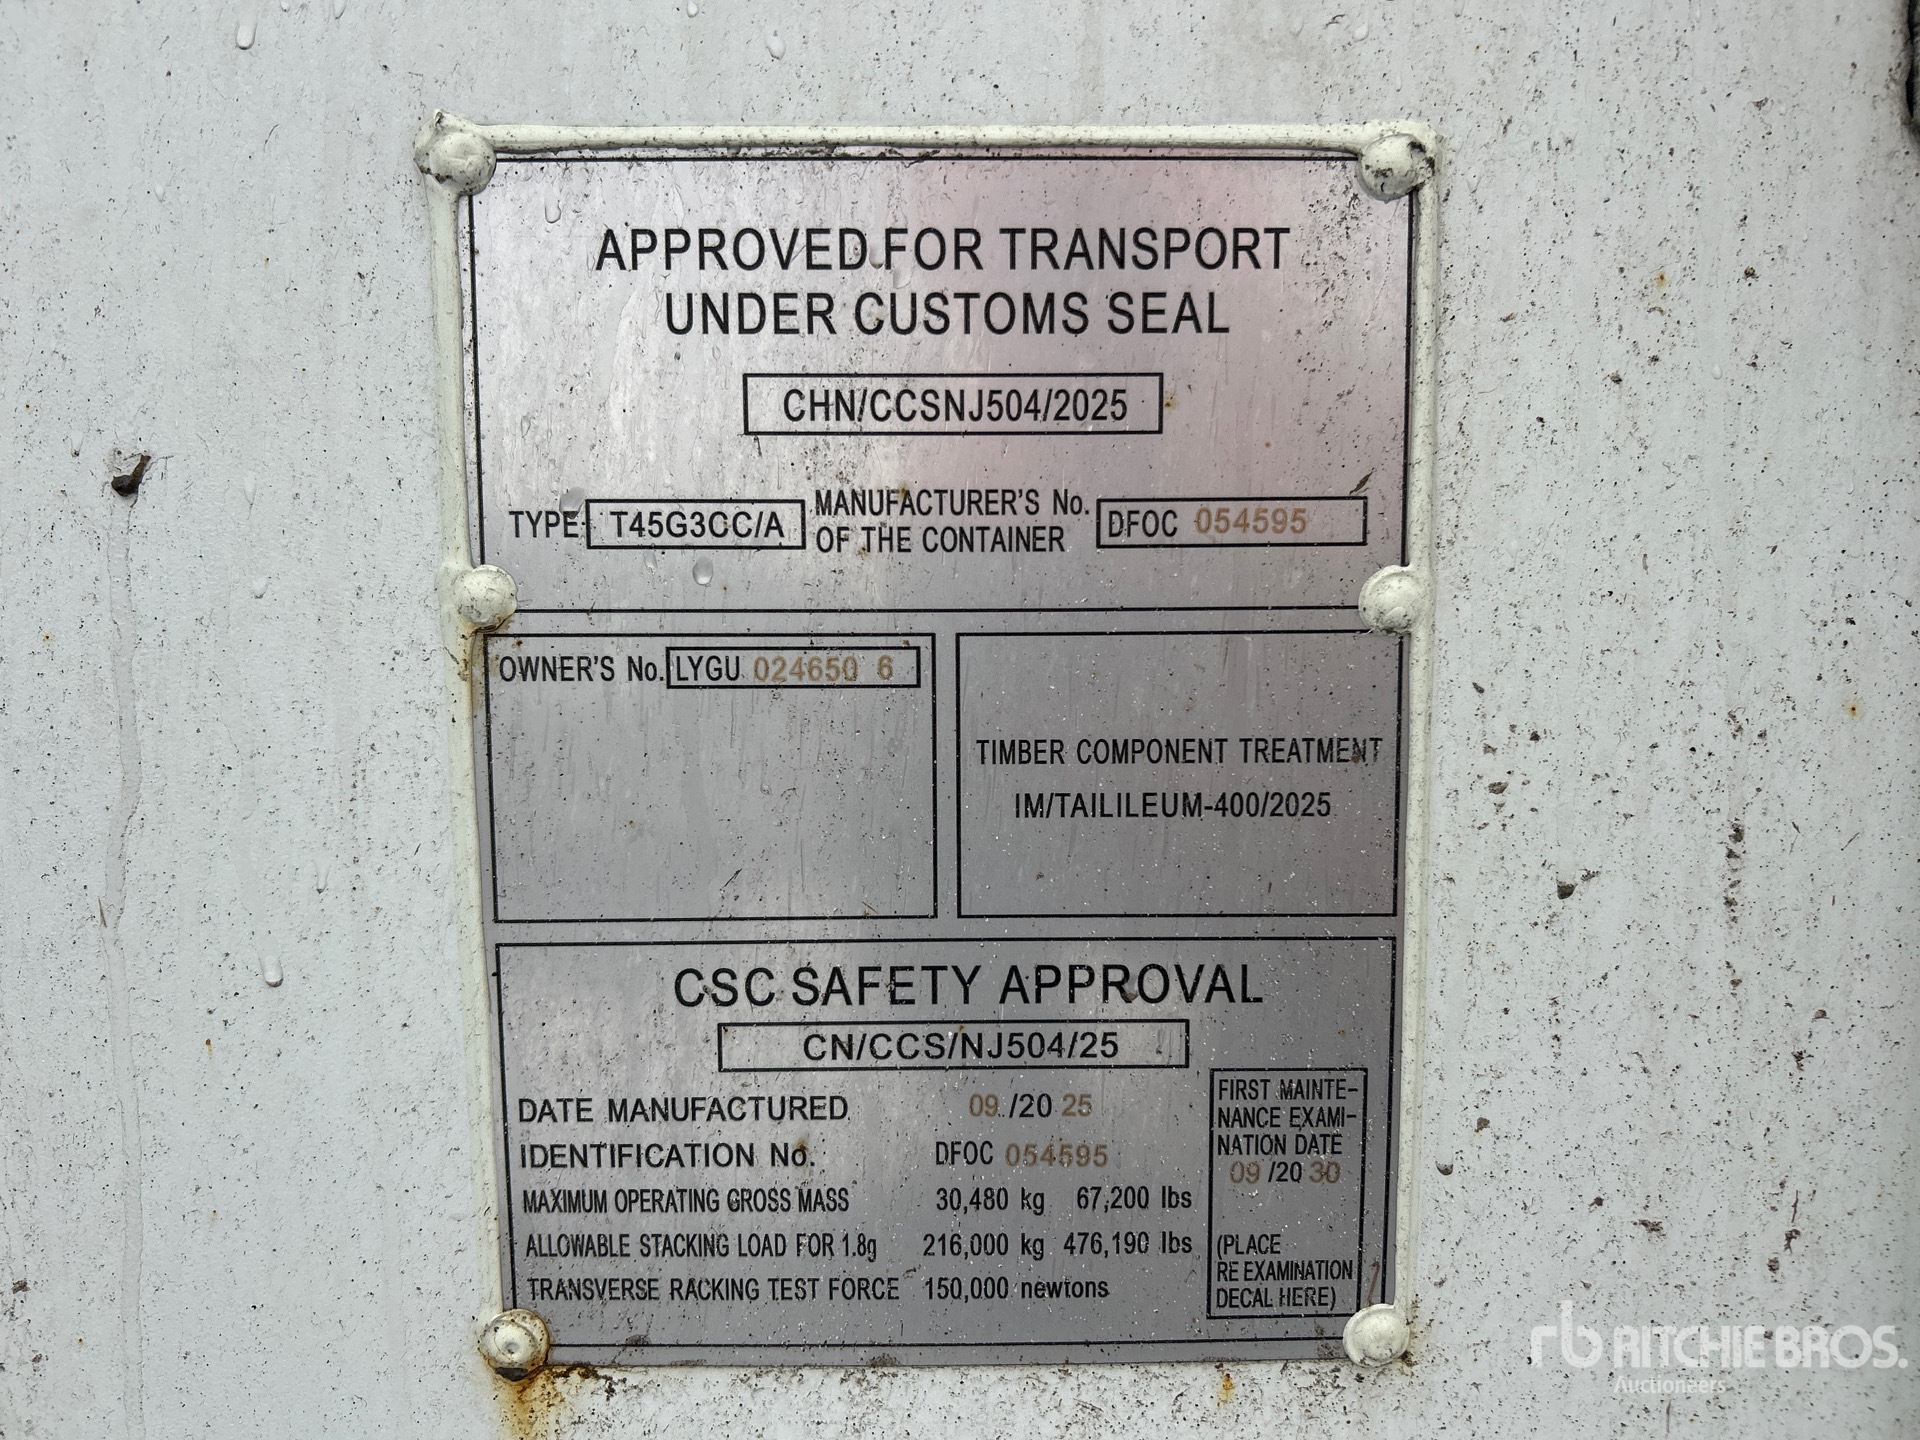 APPROVED FOR TRANSPORT
UNDER CUSTOMS SEAL
CHN/CCSNJ504/2025
TYPE T45G3CC/A MANUFACTURER'S No. OF THE CONTAINER DFOC 054595
OWNER'S No. LYGU 024650 6
TIMBER COMPONENT TREATMENT
IM/TAILILEUM-400/2025
CSC SAFETY APPROVAL
CN/CCS/NJ504/25
DATE MANUFACTURED 09 /20 25
IDENTIFICATION No. DFOC 054595
MAXIMUM OPERATING GROSS MASS 30,480 kg 67,200 lbs
ALLOWABLE STACKING LOAD FOR 1.8g 216,000 kg 476,190 lbs
TRANSVERSE RACKING TEST FORCE 150,000 newtons
FIRST MAINTE-
NANCE EXAMI-
NATION DATE
09 /20 30
(PLACE
RE EXAMINATION
DECAL HERE)
rb RITCHIE BROS.
Auctioneers